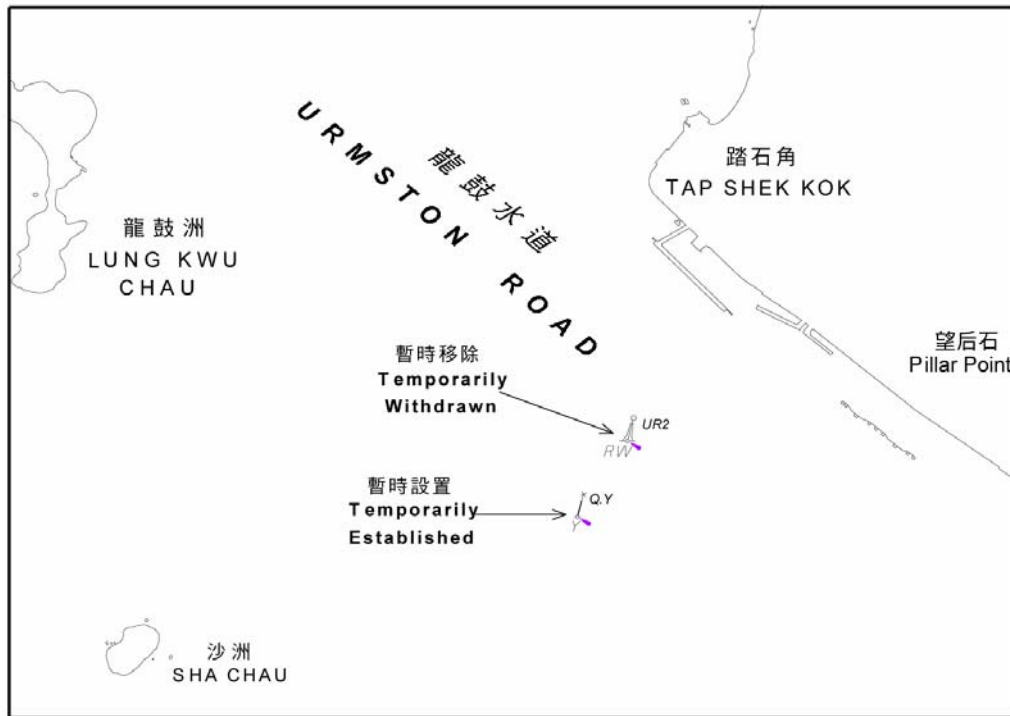 龍鼓水道
URMSTON ROAD
踏石角
TAP SHEK KOK
龍鼓洲
LUNG KWU
CHAU
望后石
Pillar Point
暫時移除
Temporarily
Withdrawn
UR2
RW
暫時設置
Temporarily
Established
Q.Y
Y
沙洲
SHA CHAU